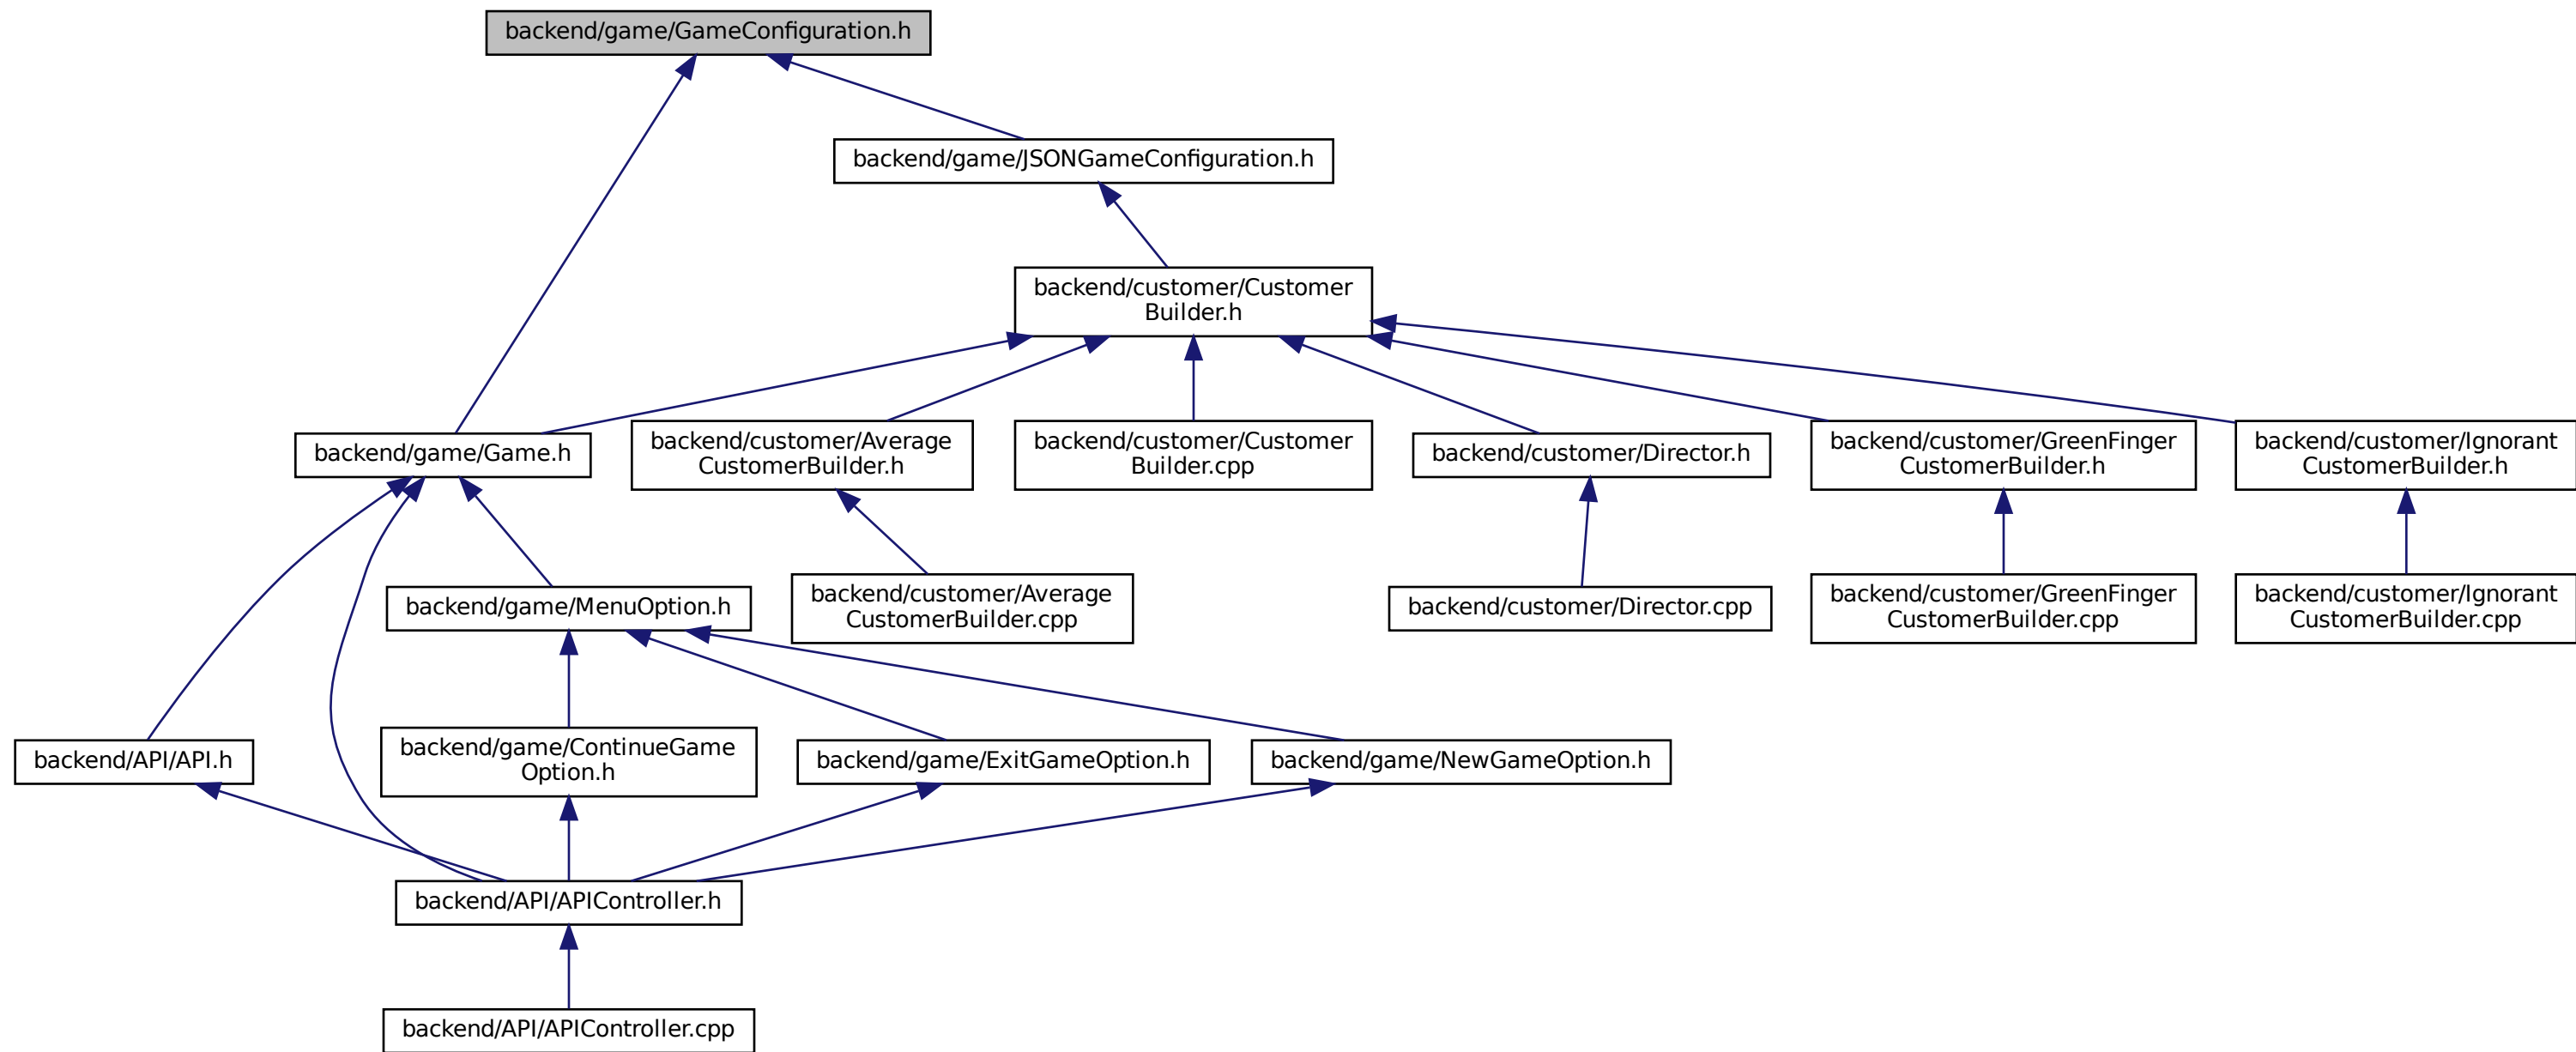 backend/game/GameConfiguration.h
backend/game/JSONGameConfiguration.h
backend/customer/Customer
Builder.h
backend/game/Game.h
backend/customer/Average
CustomerBuilder.h
backend/customer/Customer
Builder.cpp
backend/customer/Director.h
backend/customer/GreenFinger
CustomerBuilder.h
backend/customer/Ignorant
CustomerBuilder.h
backend/game/MenuOption.h
backend/customer/Average
CustomerBuilder.cpp
backend/customer/Director.cpp
backend/customer/GreenFinger
CustomerBuilder.cpp
backend/customer/Ignorant
CustomerBuilder.cpp
backend/API/API.h
backend/game/ContinueGame
Option.h
backend/game/ExitGameOption.h
backend/game/NewGameOption.h
backend/API/APIController.h
backend/API/APIController.cpp